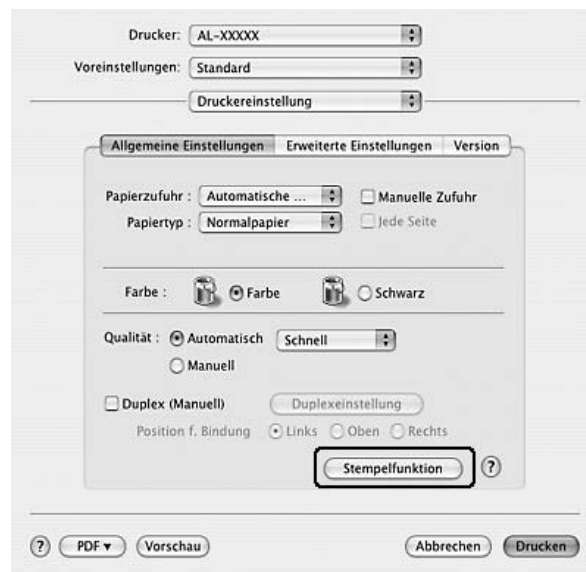 Drucker: AL-XXXXX
Voreinstellungen: Standard
Druckereinstellung
Allgemeine Einstellungen Erweiterte Einstellungen Version
Papierzufuhr : Automatische ... Manuelle Zufuhr
Papiertyp : Normalpapier Jede Seite
Farbe : Farbe Schwarz
Qualität : Automatisch Schnell
Manuell
Duplex (Manuell) Duplexeinstellung
Position f. Bindung Links Oben Rechts
Stempelfunktion ?
? PDF ▾ Vorschau Abbrechen Drucken